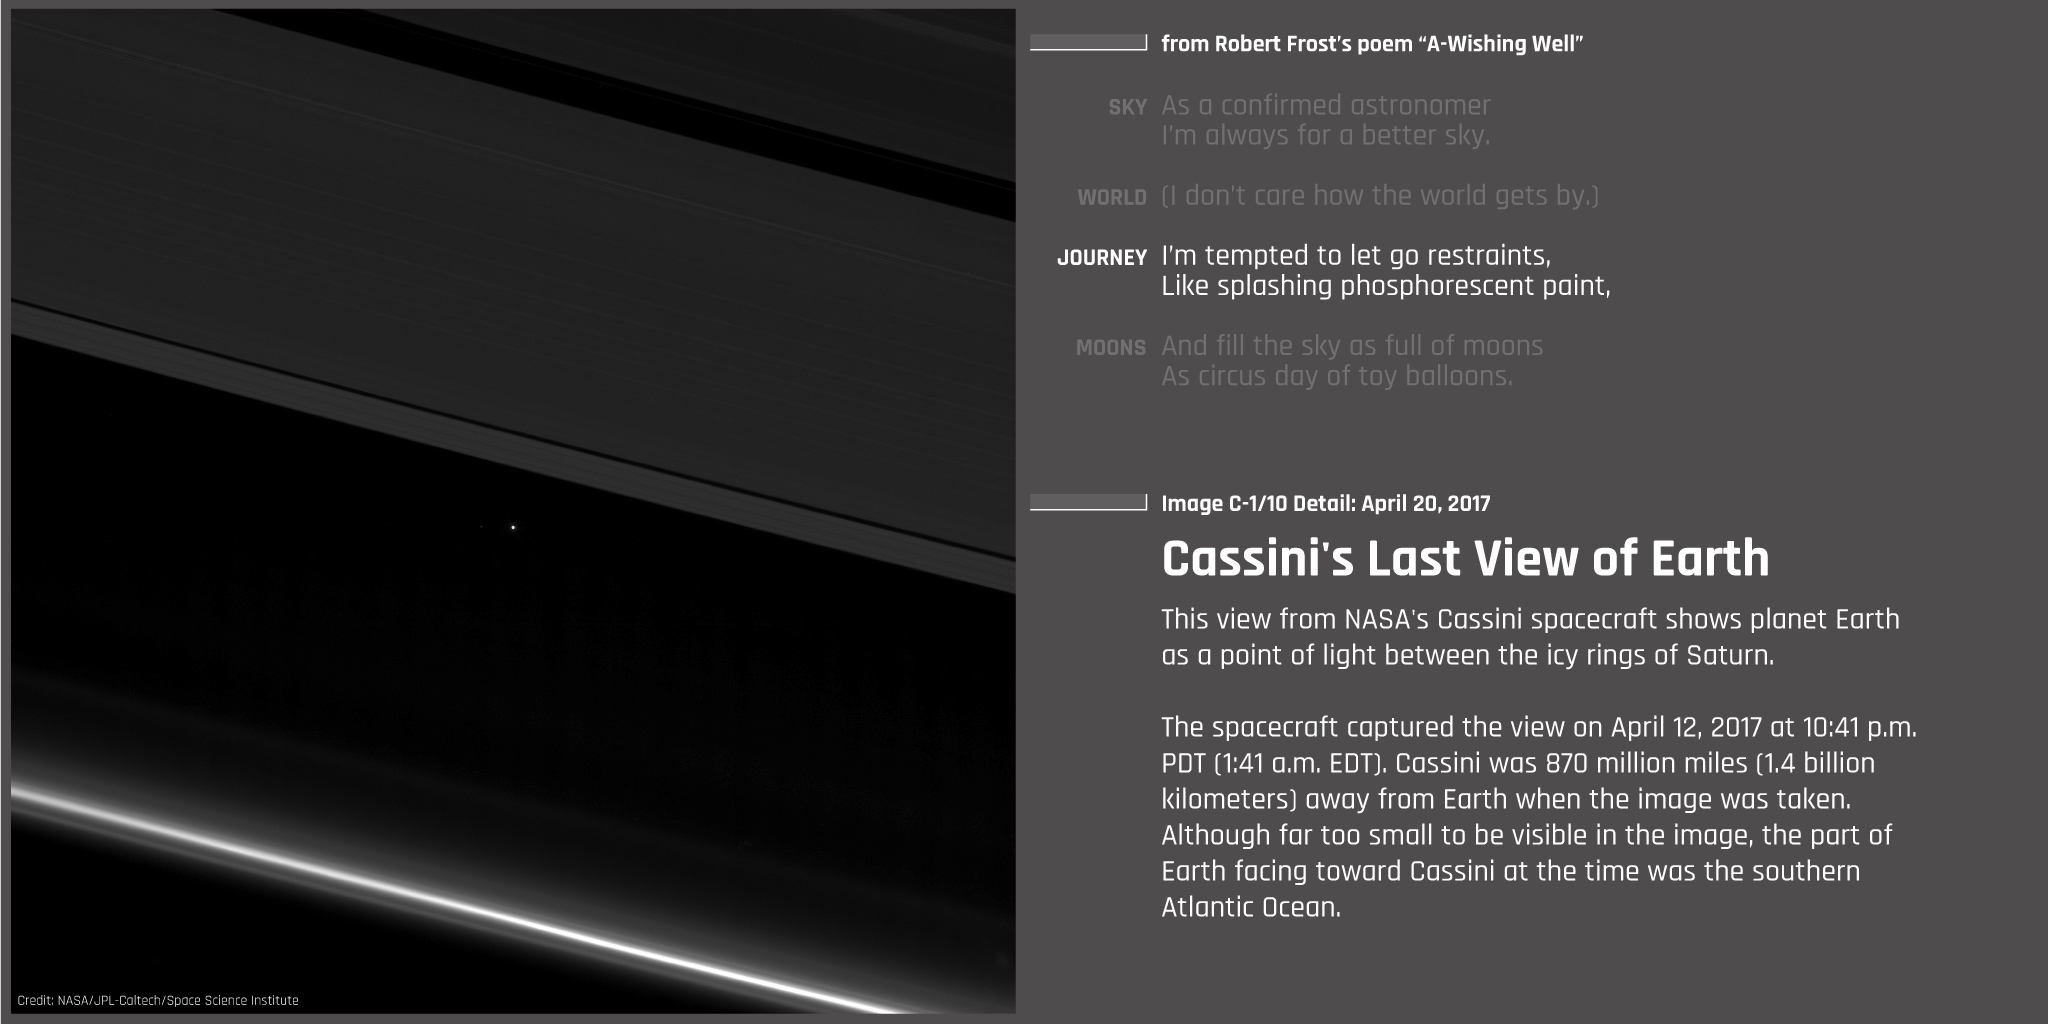 from Robert Frost’s poem “A-Wishing Well”
SKY As a confirmed astronomer
I’m always for a better sky.
WORLD (I don’t care how the world gets by.)
JOURNEY I’m tempted to let go restraints,
Like splashing phosphorescent paint,
MOONS And fill the sky as full of moons
As circus day of toy balloons.
Image C-1/10 Detail: April 20, 2017
Cassini's Last View of Earth
This view from NASA's Cassini spacecraft shows planet Earth
as a point of light between the icy rings of Saturn.
The spacecraft captured the view on April 12, 2017 at 10:41 p.m.
PDT (1:41 a.m. EDT). Cassini was 870 million miles (1.4 billion
kilometers) away from Earth when the image was taken.
Although far too small to be visible in the image, the part of
Earth facing toward Cassini at the time was the southern
Atlantic Ocean.
Credit: NASA/JPL-Caltech/Space Science Institute